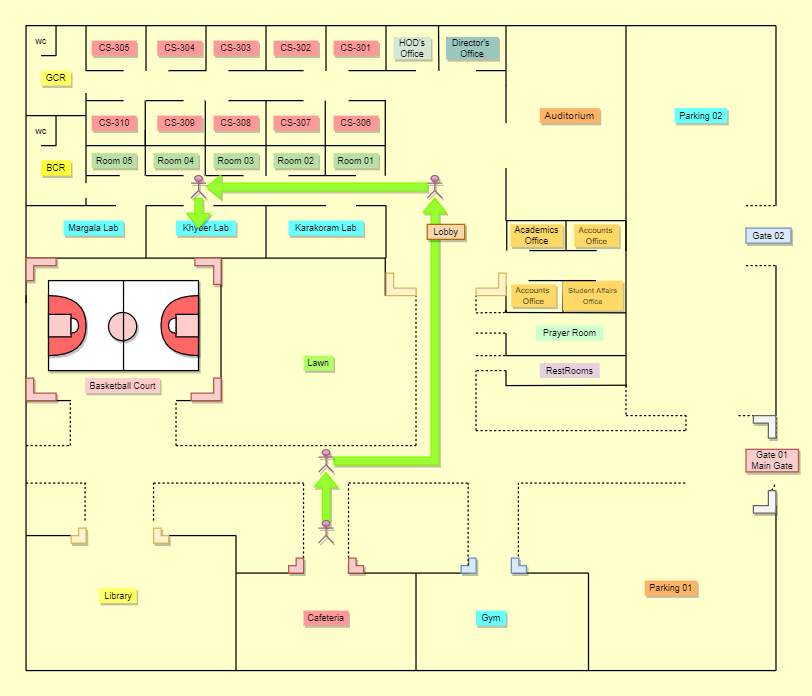 wc
CS-305
CS-304
CS-303
CS-302
CS-301
HOD's
Office
Director's
Office
GCR
wc
CS-310
CS-309
CS-308
CS-307
CS-306
Auditorium
Parking 02
BCR
Room 05
Room 04
Room 03
Room 02
Room 01
Margala Lab
Khyber Lab
Karakoram Lab
Lobby
Academics
Office
Accounts
Office
Gate 02
Accounts
Office
Student Affairs
Office
Prayer Room
RestRooms
Lawn
Basketball Court
Gate 01
Main Gate
Library
Cafeteria
Gym
Parking 01